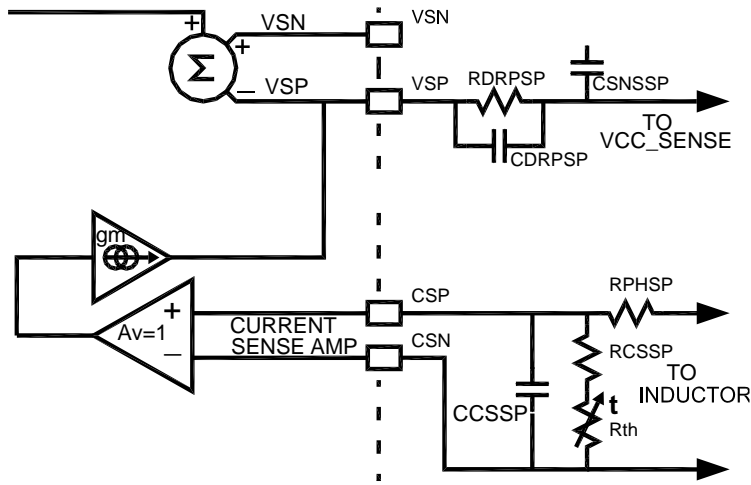 +
VSN
VSN
+
Σ
RDRPSP
CSNSSP
–
VSP
VSP
TO
VCC_SENSE
CDRPSP
gm
CSP
RPHSP
+
Av=1
CURRENT
SENSE AMP
–
CSN
RCSSP
TO
INDUCTOR
CCSSP
t
Rth